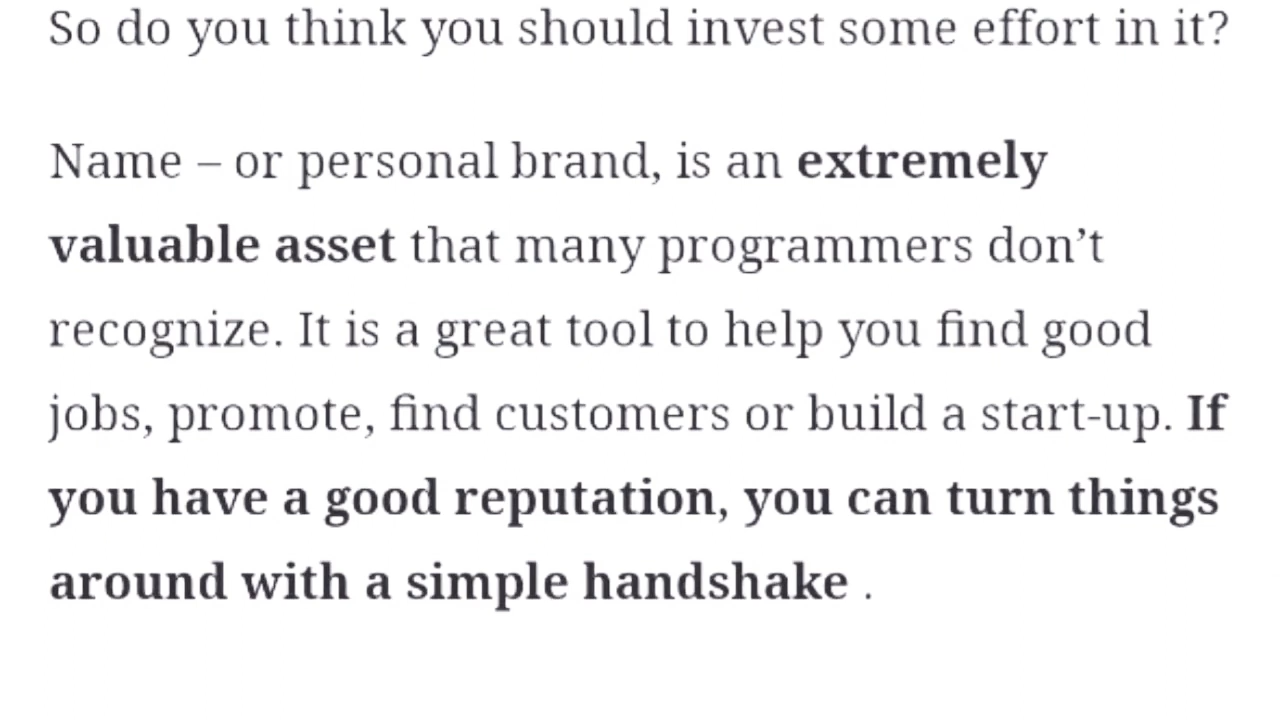 So do you think you should invest some effort in it?
Name – or personal brand, is an extremely
valuable asset that many programmers don’t
recognize. It is a great tool to help you find good
jobs, promote, find customers or build a start-up. If
you have a good reputation, you can turn things
around with a simple handshake .